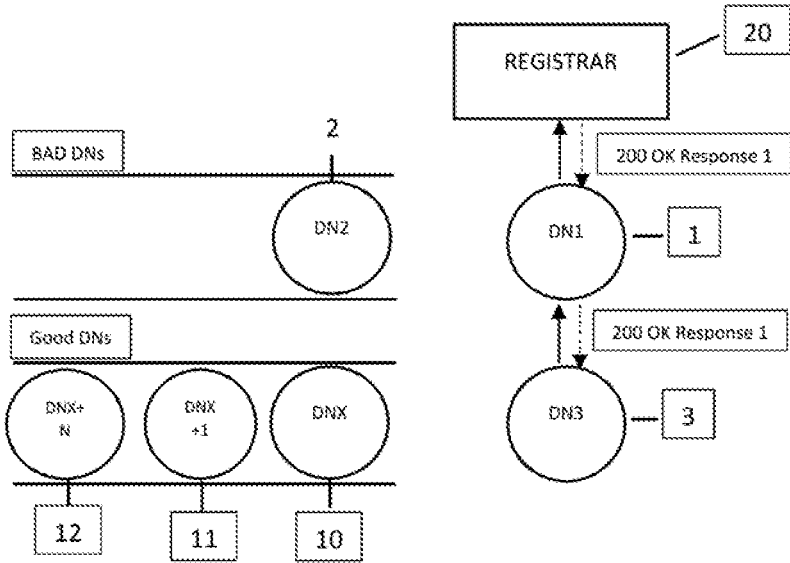 REGISTRAR
20
BAD DNs
2
200 OK Response 1
DN2
DN1
1
Good DNs
200 OK Response 1
DNX+
N
DNX
+1
DNX
DN3
3
12
11
10